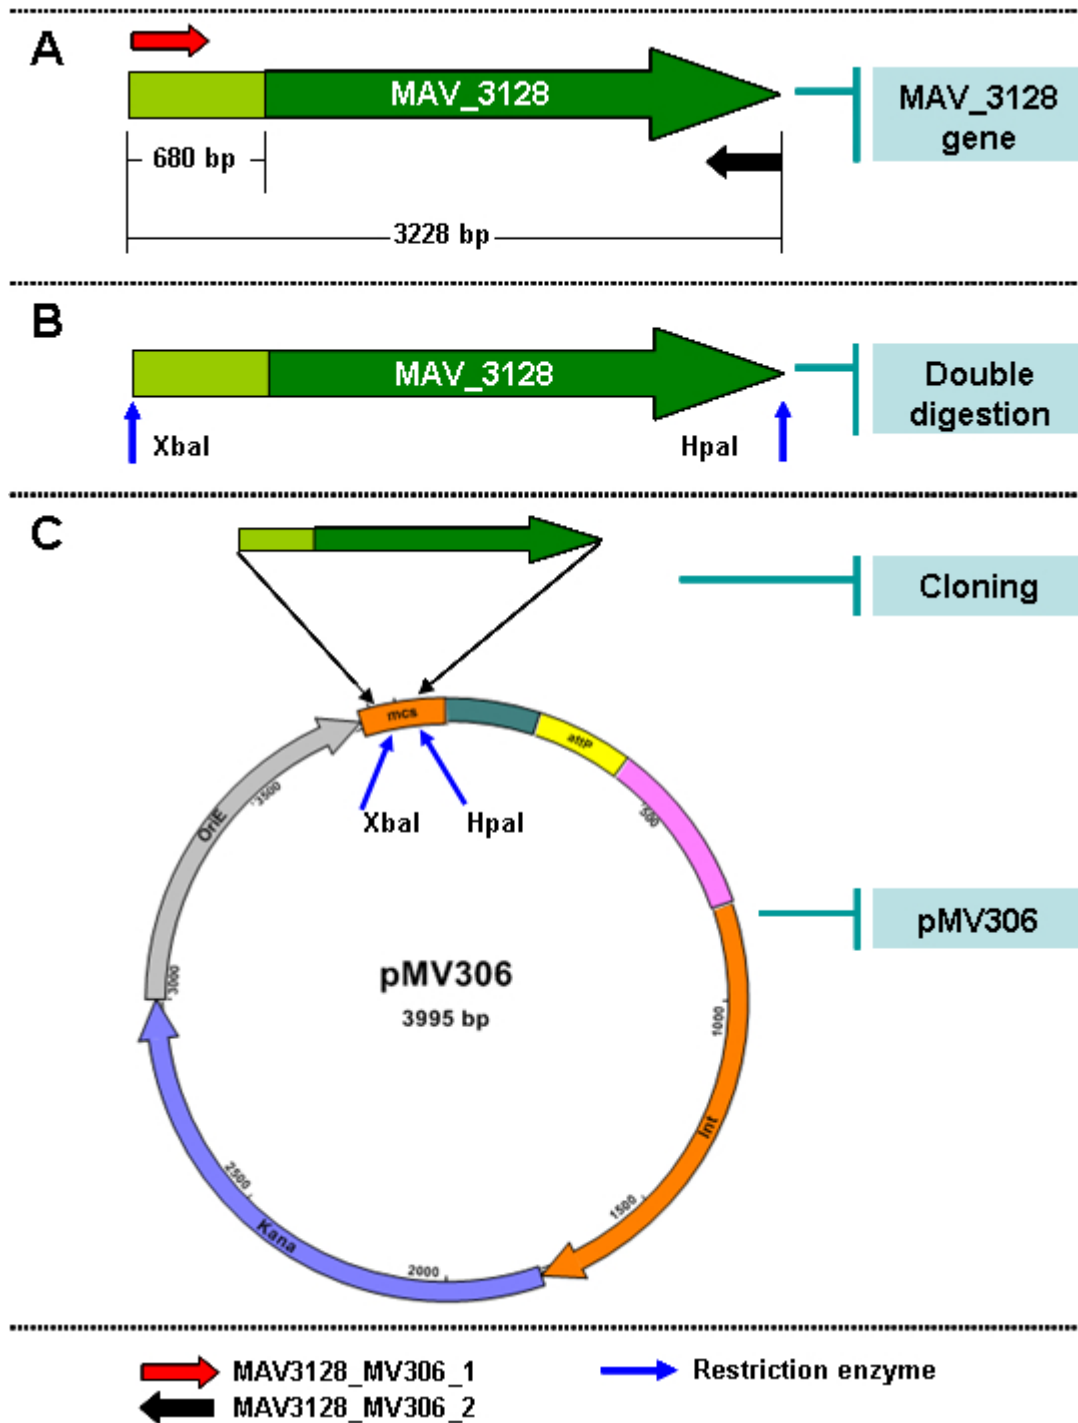 A
MAV_3128
MAV_3128
gene
680 bp
3228 bp
B
MAV_3128
Double
digestion
XbaI
HpaI
C
Cloning
mcs
attP
XbaI
HpaI
OriE
3500
500
pMV306
pMV306
3995 bp
3000
1000
Int
2500
1500
Kana
2000
MAV3128_MV306_1
Restriction enzyme
MAV3128_MV306_2